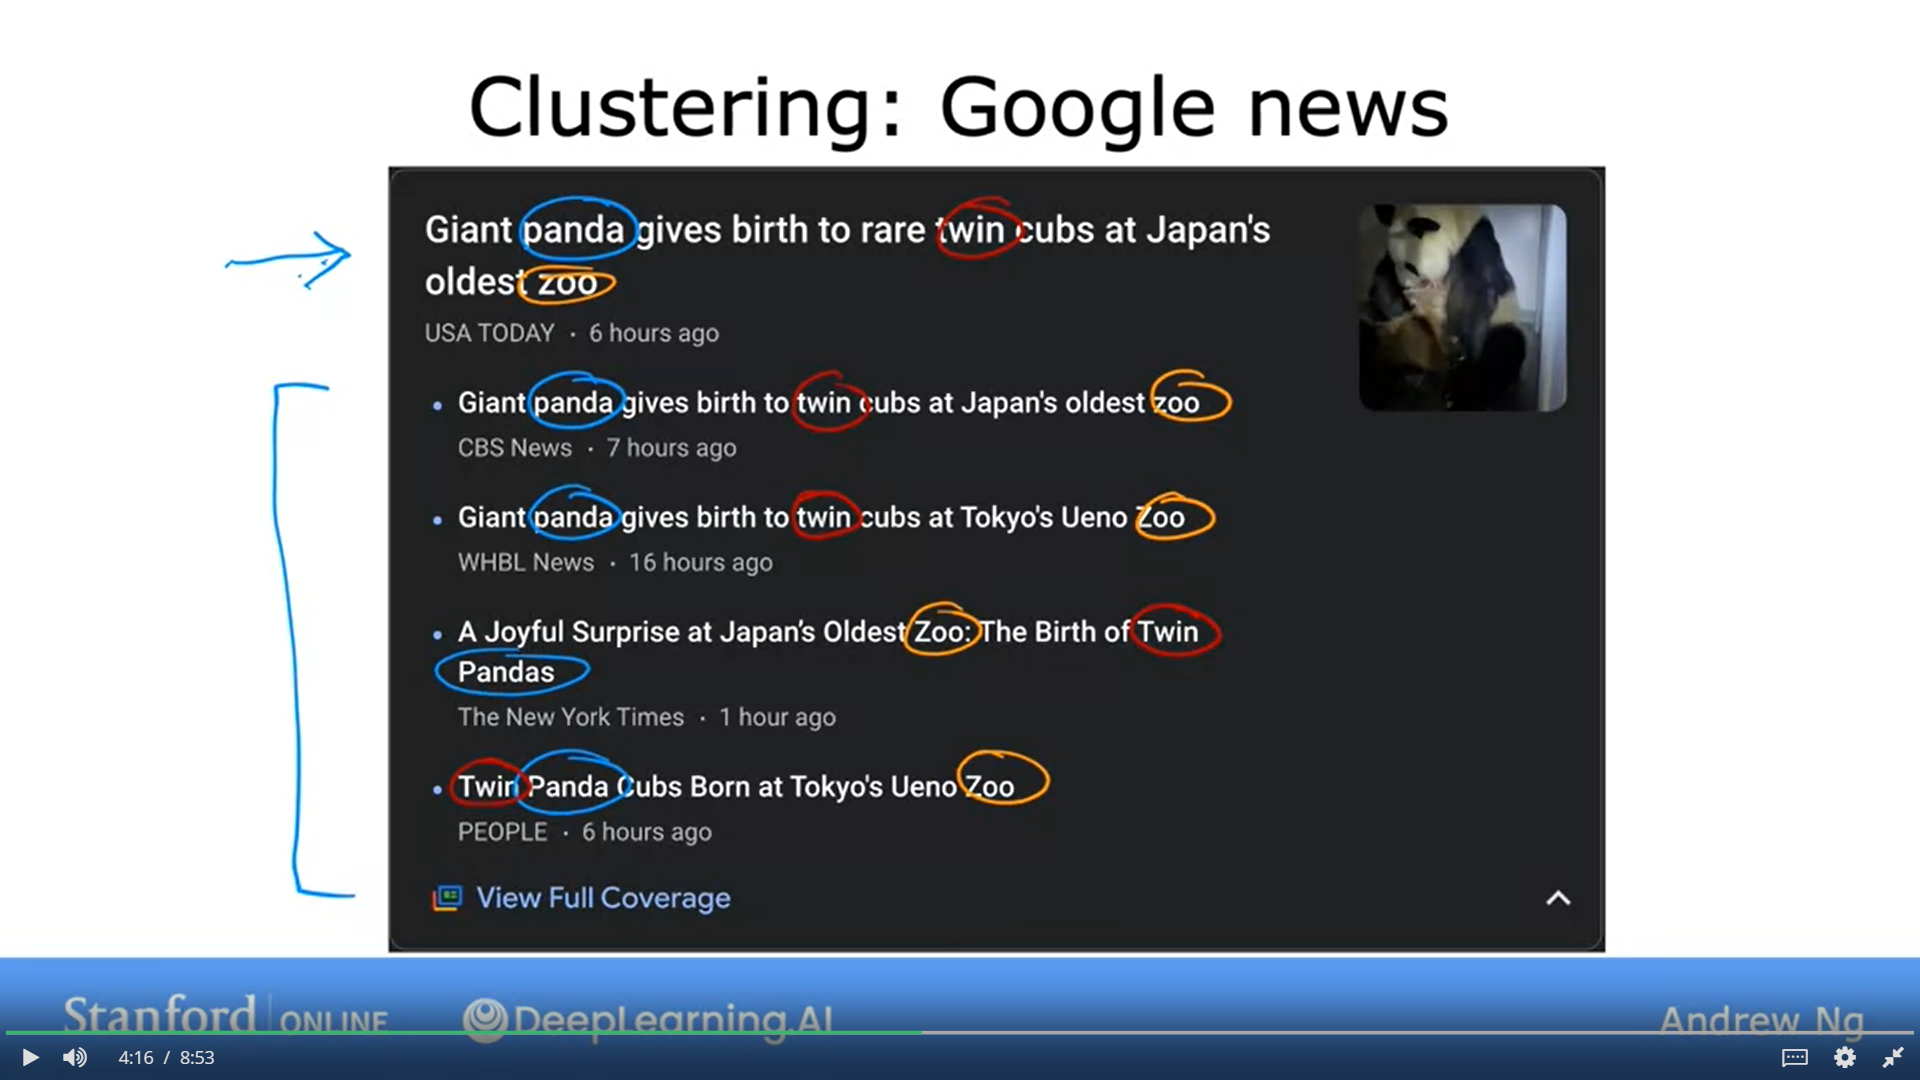 Clustering: Google news
Giant panda gives birth to rare twin cubs at Japan's
oldest zoo
USA TODAY · 6 hours ago
• Giant panda gives birth to twin cubs at Japan's oldest zoo
CBS News · 7 hours ago
• Giant panda gives birth to twin cubs at Tokyo's Ueno Zoo
WHBL News · 16 hours ago
• A Joyful Surprise at Japan’s Oldest Zoo: The Birth of Twin
Pandas
The New York Times · 1 hour ago
• Twin Panda Cubs Born at Tokyo's Ueno Zoo
PEOPLE · 6 hours ago
View Full Coverage
Stanford | ONLINE DeepLearning.AI Andrew Ng
4:16 / 8:53